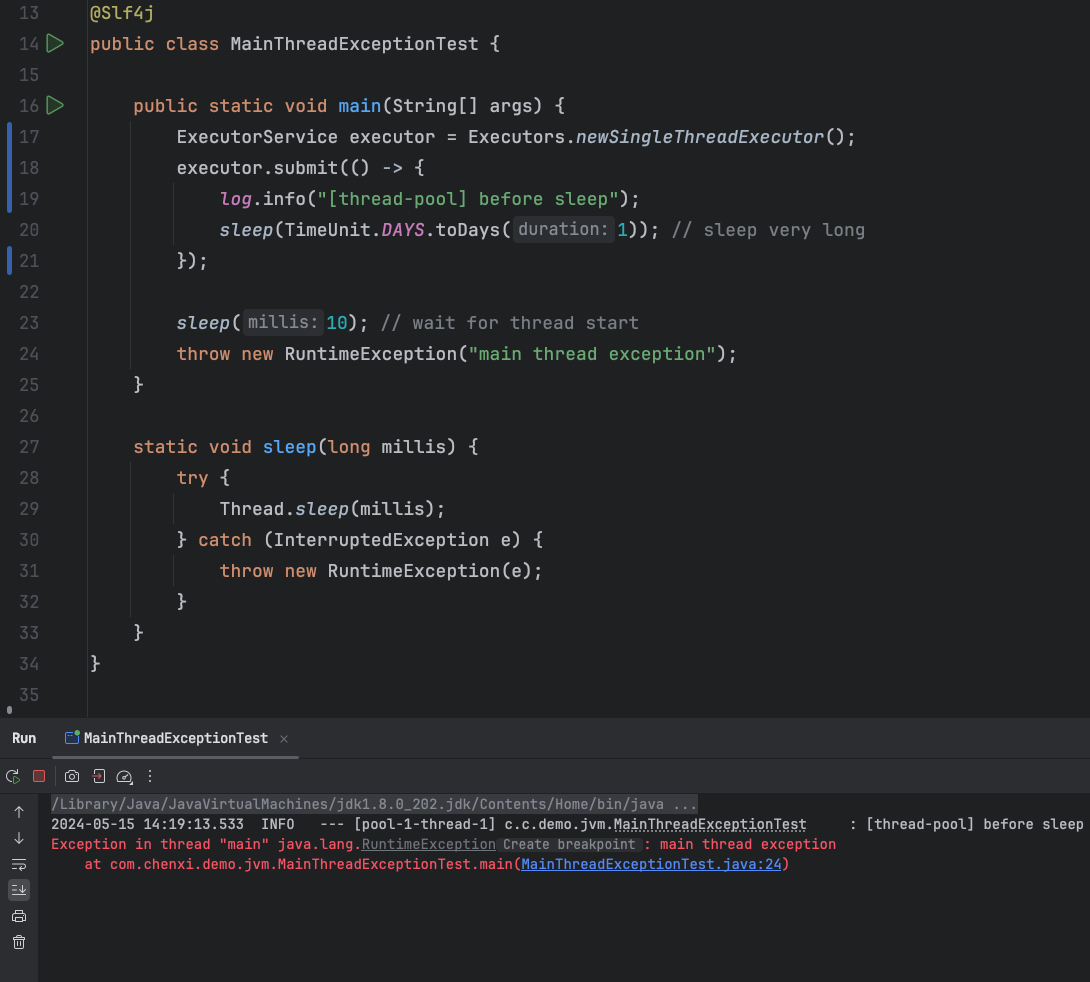 13 @Slf4j
14 public class MainThreadExceptionTest {
15
16     public static void main(String[] args) {
17         ExecutorService executor = Executors.newSingleThreadExecutor();
18         executor.submit(() -> {
19             log.info("[thread-pool] before sleep");
20             sleep(TimeUnit.DAYS.toDays( duration: 1)); // sleep very long
21         });
22
23         sleep( millis: 10); // wait for thread start
24         throw new RuntimeException("main thread exception");
25     }
26
27     static void sleep(long millis) {
28         try {
29             Thread.sleep(millis);
30         } catch (InterruptedException e) {
31             throw new RuntimeException(e);
32         }
33     }
34 }
35
Run MainThreadExceptionTest ×
/Library/Java/JavaVirtualMachines/jdk1.8.0_202.jdk/Contents/Home/bin/java ...
2024-05-15 14:19:13.533  INFO   --- [pool-1-thread-1] c.c.demo.jvm.MainThreadExceptionTest     : [thread-pool] before sleep
Exception in thread "main" java.lang.RuntimeException Create breakpoint : main thread exception
    at com.chenxi.demo.jvm.MainThreadExceptionTest.main(MainThreadExceptionTest.java:24)